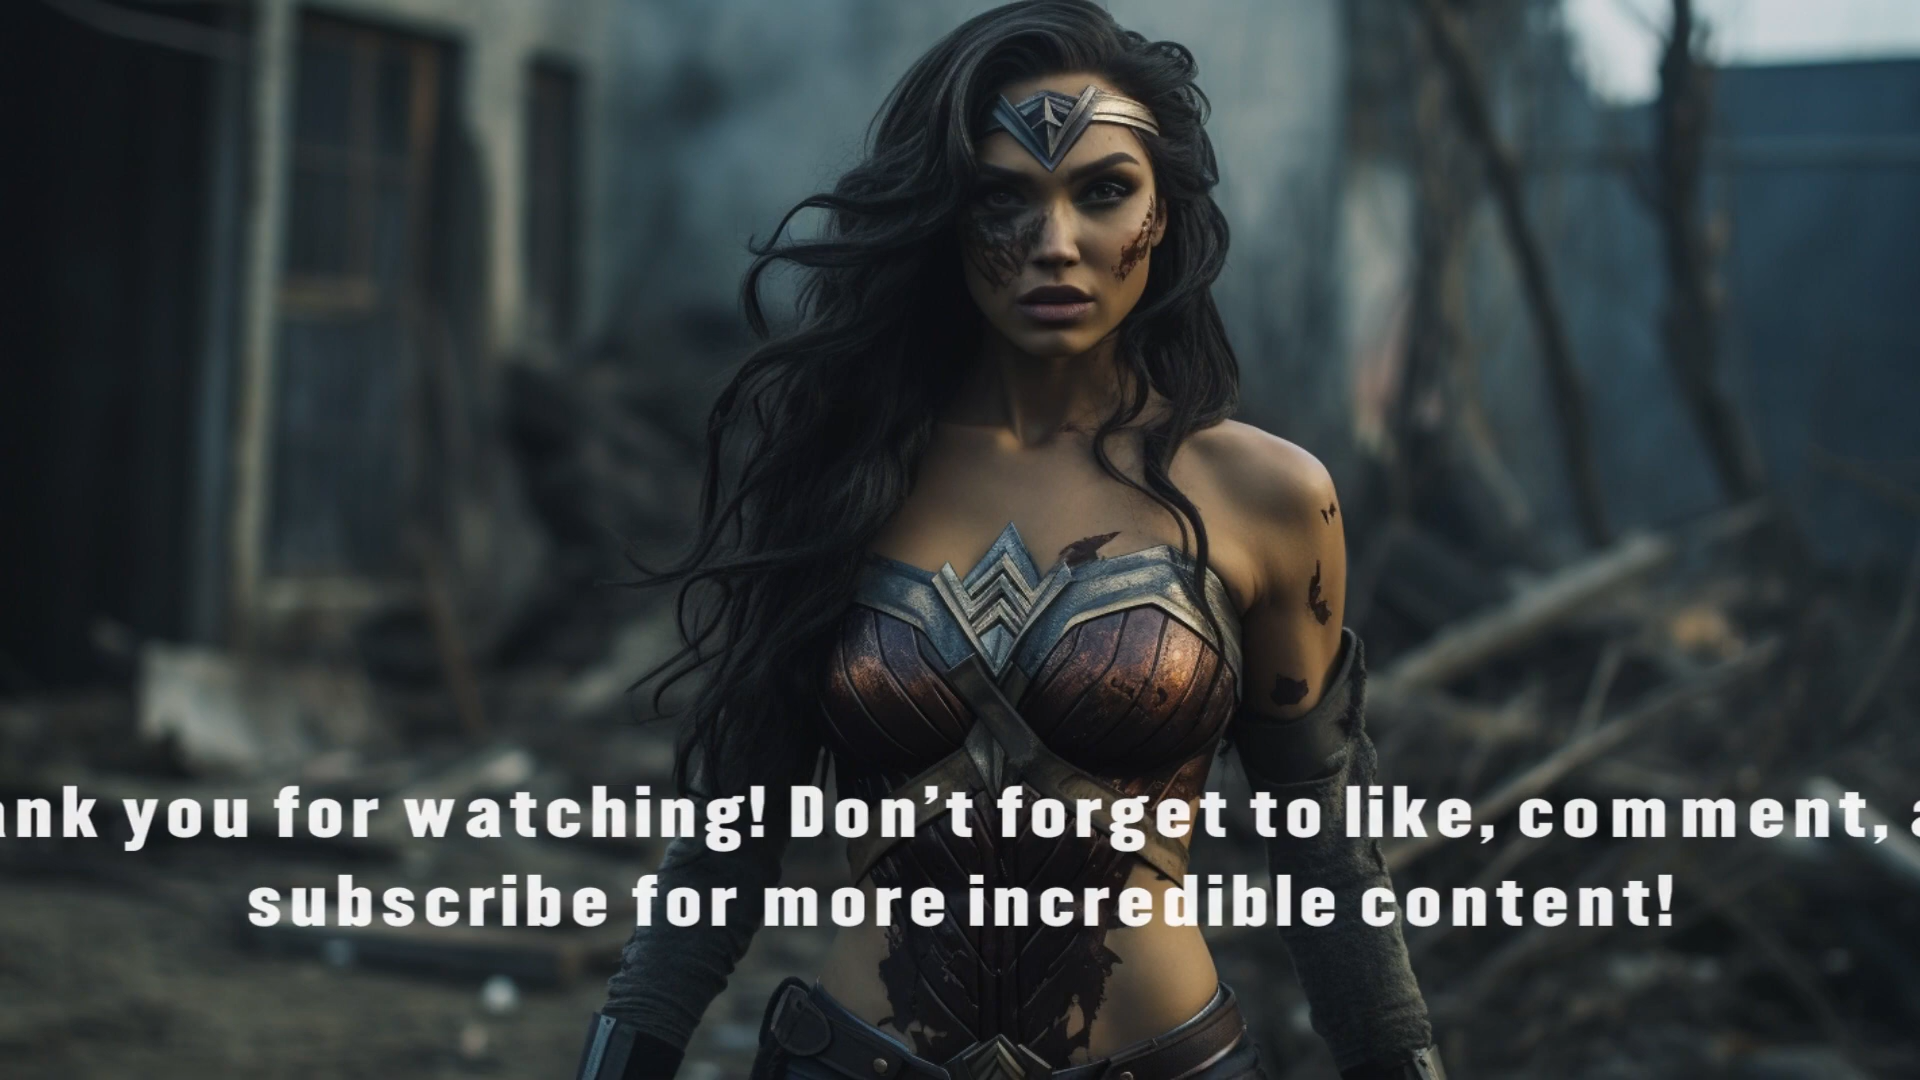 ank you for watching! Don’t forget to like, comment, a
subscribe for more incredible content!